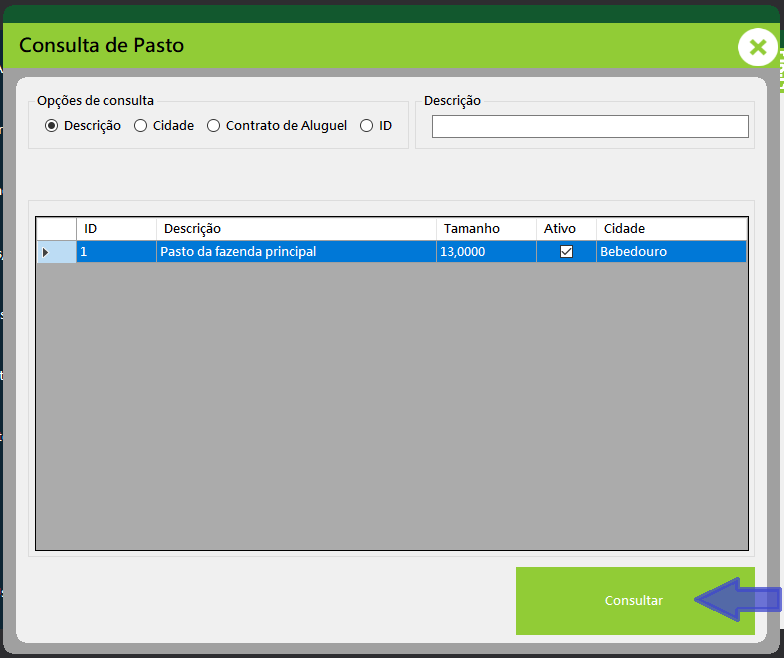 Consulta de Pasto
Opções de consulta
Descrição
Descrição Cidade Contrato de Aluguel ID
ID Descrição Tamanho Ativo Cidade
1 Pasto da fazenda principal 13,0000 Bebedouro
Consultar